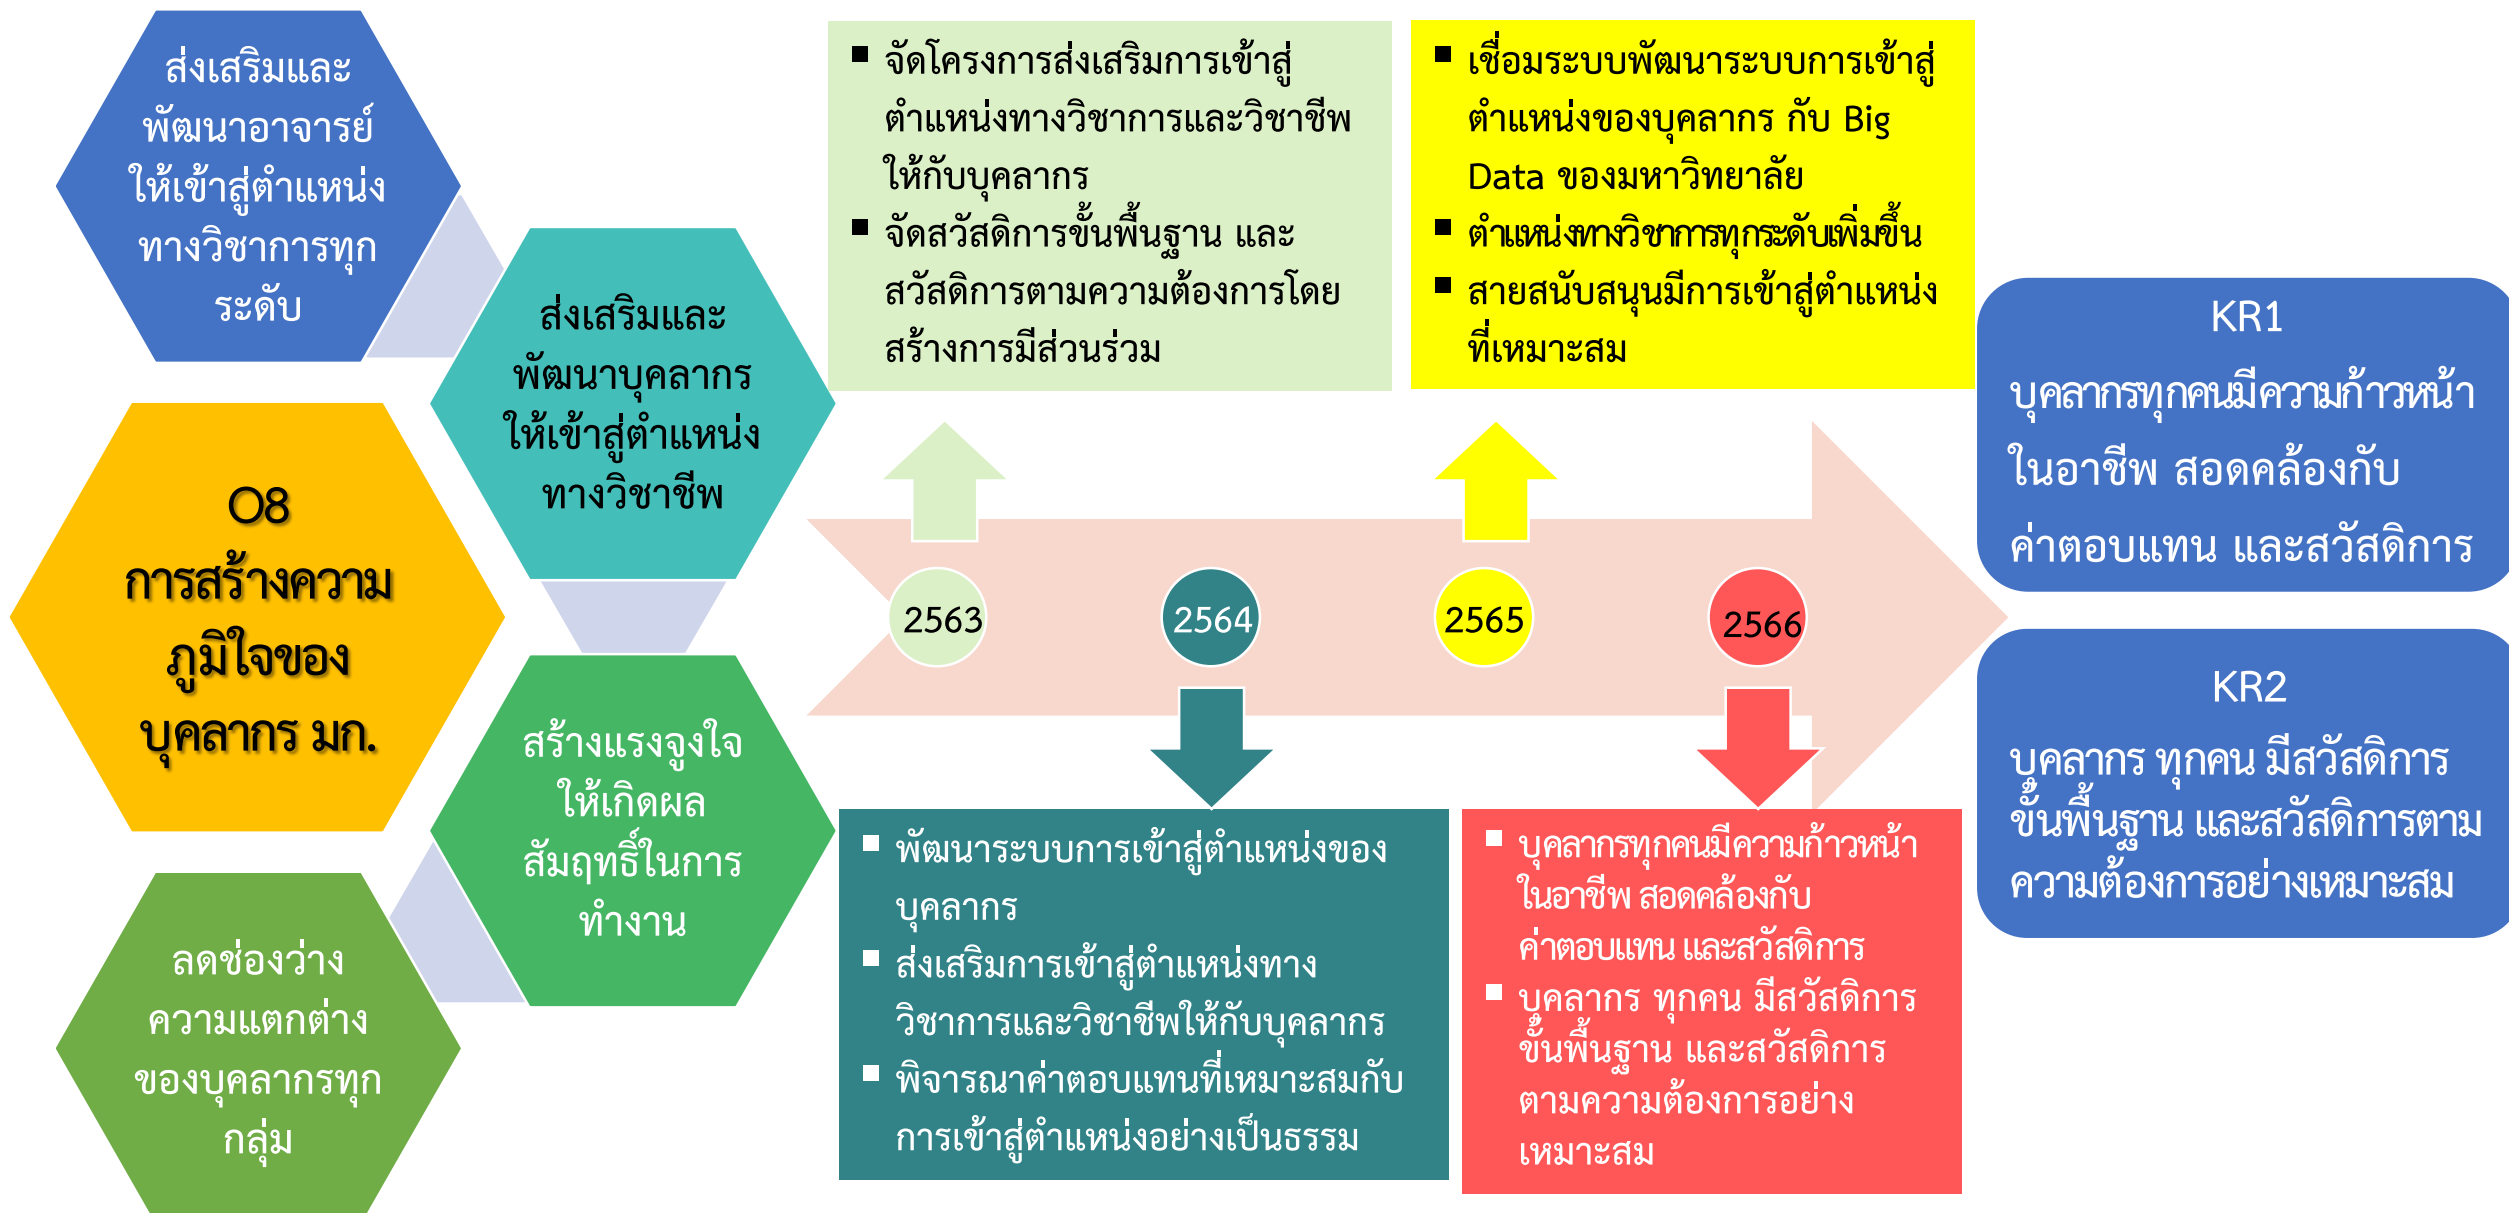 ส่งเสริมและ
พัฒนาอาจารย์
ให้เข้าสู่ตำแหน่ง
ทางวิชาการทุก
ระดับ
ส่งเสริมและ
พัฒนาบุคลากร
ให้เข้าสู่ตำแหน่ง
ทางวิชาชีพ
O8
การสร้างความ
ภูมิใจของ
บุคลากร มก.
สร้างแรงจูงใจ
ให้เกิดผล
สัมฤทธิ์ในการ
ทำงาน
ลดช่องว่าง
ความแตกต่าง
ของบุคลากรทุก
กลุ่ม
จัดโครงการส่งเสริมการเข้าสู่
ตำแหน่งทางวิชาการและวิชาชีพ
ให้กับบุคลากร
จัดสวัสดิการขั้นพื้นฐาน และ
สวัสดิการตามความต้องการโดย
สร้างการมีส่วนร่วม
เชื่อมระบบพัฒนาระบบการเข้าสู่
ตำแหน่งของบุคลากร กับ Big
Data ของมหาวิทยาลัย
ตำแหน่งทางวิชาการทุกระดับเพิ่มขึ้น
สายสนับสนุนมีการเข้าสู่ตำแหน่ง
ที่เหมาะสม
2563
2564
2565
2566
พัฒนาระบบการเข้าสู่ตำแหน่งของ
บุคลากร
ส่งเสริมการเข้าสู่ตำแหน่งทาง
วิชาการและวิชาชีพให้กับบุคลากร
พิจารณาค่าตอบแทนที่เหมาะสมกับ
การเข้าสู่ตำแหน่งอย่างเป็นธรรม
บุคลากรทุกคนมีความก้าวหน้า
ในอาชีพ สอดคล้องกับ
ค่าตอบแทน และสวัสดิการ
บุคลากร ทุกคน มีสวัสดิการ
ขั้นพื้นฐาน และสวัสดิการ
ตามความต้องการอย่าง
เหมาะสม
KR1
บุคลากรทุกคนมีความก้าวหน้า
ในอาชีพ สอดคล้องกับ
ค่าตอบแทน และสวัสดิการ
KR2
บุคลากร ทุกคน มีสวัสดิการ
ขั้นพื้นฐาน และสวัสดิการตาม
ความต้องการอย่างเหมาะสม